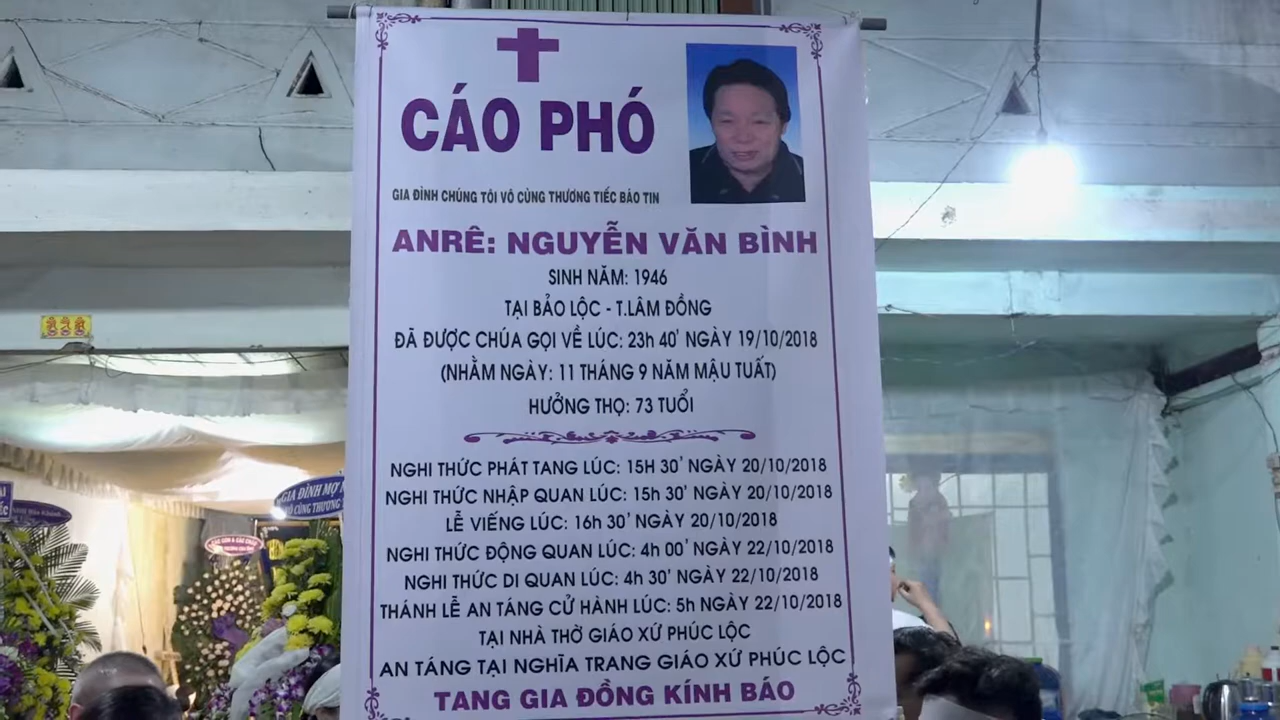 CÁO PHÓ
GIA ĐÌNH CHÚNG TÔI VÔ CÙNG THƯƠNG TIẾC BÁO TIN
ANRÊ: NGUYỄN VĂN BÌNH
SINH NĂM: 1946
TẠI BẢO LỘC - T.LÂM ĐỒNG
ĐÃ ĐƯỢC CHÚA GỌI VỀ LÚC: 23h 40' NGÀY 19/10/2018
(NHẰM NGÀY: 11 THÁNG 9 NĂM MẬU TUẤT)
HƯỞNG THỌ: 73 TUỔI
NGHI THỨC PHÁT TANG LÚC: 15H 30' NGÀY 20/10/2018
NGHI THỨC NHẬP QUAN LÚC: 15h 30' NGÀY 20/10/2018
LỄ VIẾNG LÚC: 16h 30' NGÀY 20/10/2018
NGHI THỨC ĐỘNG QUAN LÚC: 4h 00' NGÀY 22/10/2018
NGHI THỨC DI QUAN LÚC: 4h 30' NGÀY 22/10/2018
THÁNH LỄ AN TÁNG CỬ HÀNH LÚC: 5h NGÀY 22/10/2018
TẠI NHÀ THỜ GIÁO XỨ PHÚC LỘC
AN TÁNG TẠI NGHĨA TRANG GIÁO XỨ PHÚC LỘC
TANG GIA ĐỒNG KÍNH BÁO
GIA ĐÌNH MỢ
VÔ CÙNG THƯƠNG